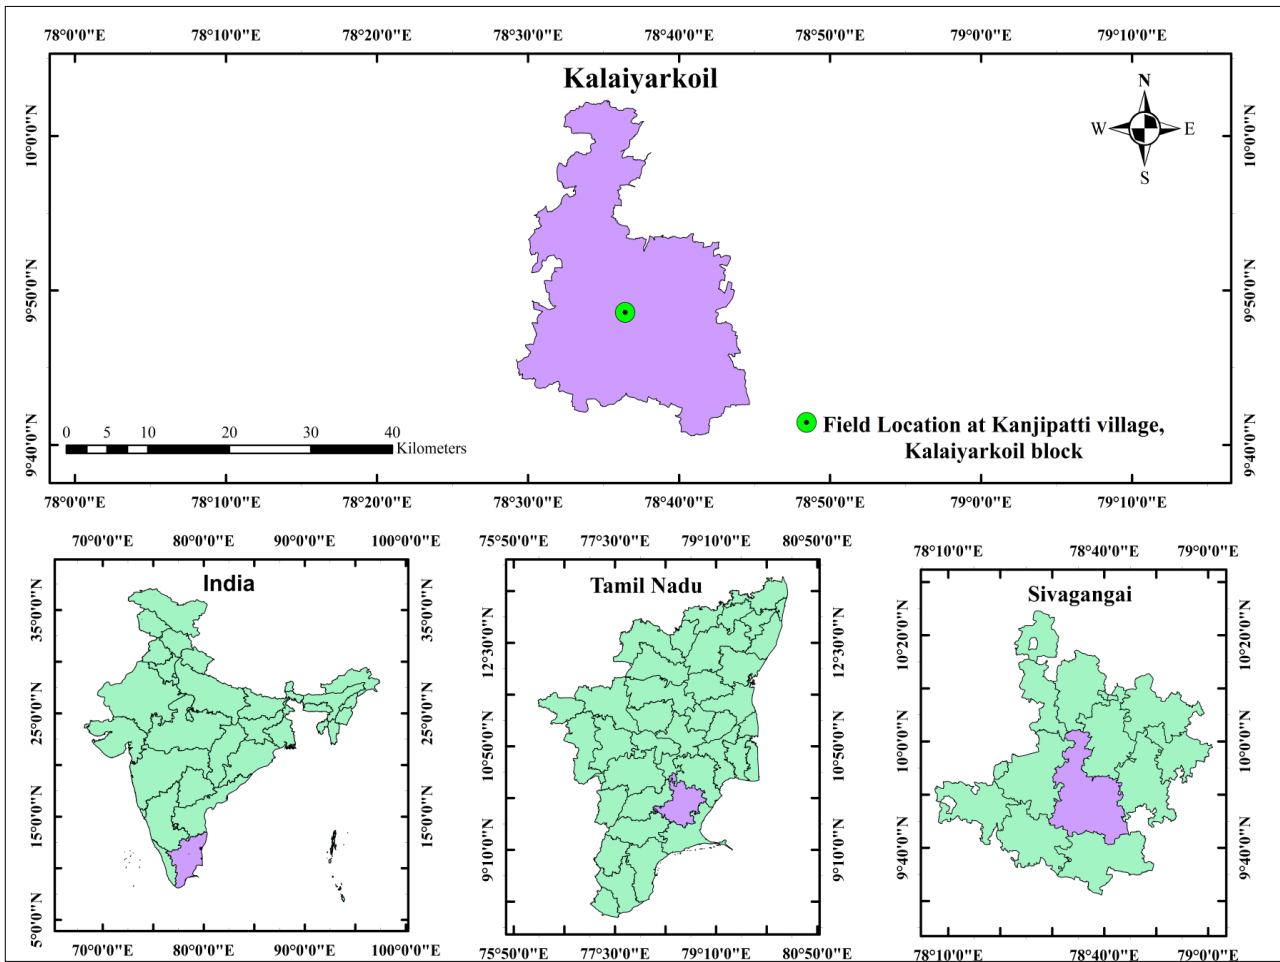 78°0'0"E 78°10'0"E 78°20'0"E 78°30'0"E 78°40'0"E 78°50'0"E 79°0'0"E 79°10'0"E
Kalaiyarkoil
N
W E
S
10°0'0"N 10°0'0"N
9°50'0"N 9°50'0"N
9°40'0"N 9°40'0"N
0 5 10 20 30 40
Kilometers
Field Location at Kanjipatti village,
Kalaiyarkoil block
78°0'0"E 78°10'0"E 78°20'0"E 78°30'0"E 78°40'0"E 78°50'0"E 79°0'0"E 79°10'0"E
70°0'0"E 80°0'0"E 90°0'0"E 100°0'0"E
India
35°0'0"N 35°0'0"N
25°0'0"N 25°0'0"N
15°0'0"N 15°0'0"N
5°0'0"N 5°0'0"N
70°0'0"E 80°0'0"E 90°0'0"E 100°0'0"E
75°50'0"E 77°30'0"E 79°10'0"E 80°50'0"E
Tamil Nadu
12°20'0"N 12°20'0"N
10°50'0"N 10°50'0"N
9°10'0"N 9°10'0"N
75°50'0"E 77°30'0"E 79°10'0"E 80°50'0"E
78°10'0"E 78°40'0"E 79°0'0"E
Sivagangai
10°20'0"N 10°20'0"N
10°0'0"N 10°0'0"N
9°40'0"N 9°40'0"N
78°10'0"E 78°40'0"E 79°0'0"E